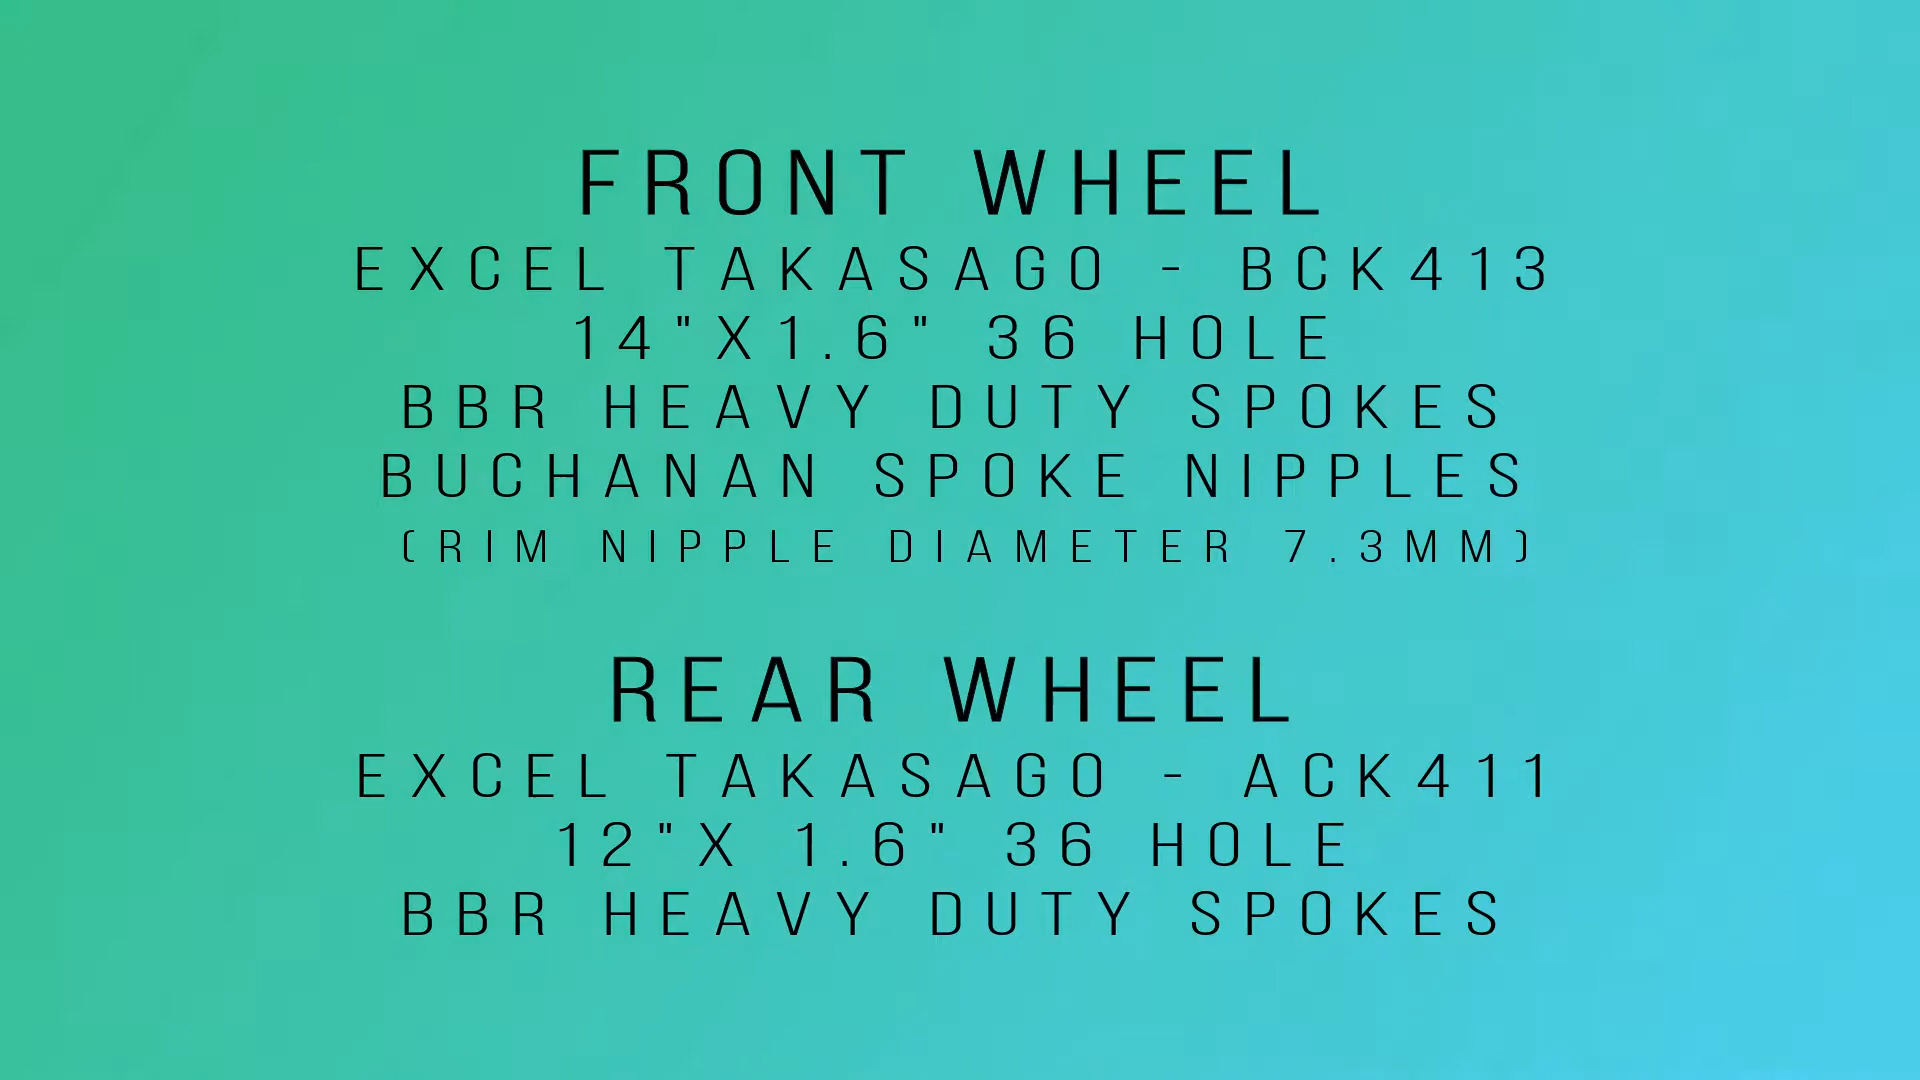 FRONT WHEEL
EXCEL TAKASAGO - BCK413
14"X1.6" 36 HOLE
BBR HEAVY DUTY SPOKES
BUCHANAN SPOKE NIPPLES
(RIM NIPPLE DIAMETER 7.3MM)
REAR WHEEL
EXCEL TAKASAGO - ACK411
12"X 1.6" 36 HOLE
BBR HEAVY DUTY SPOKES